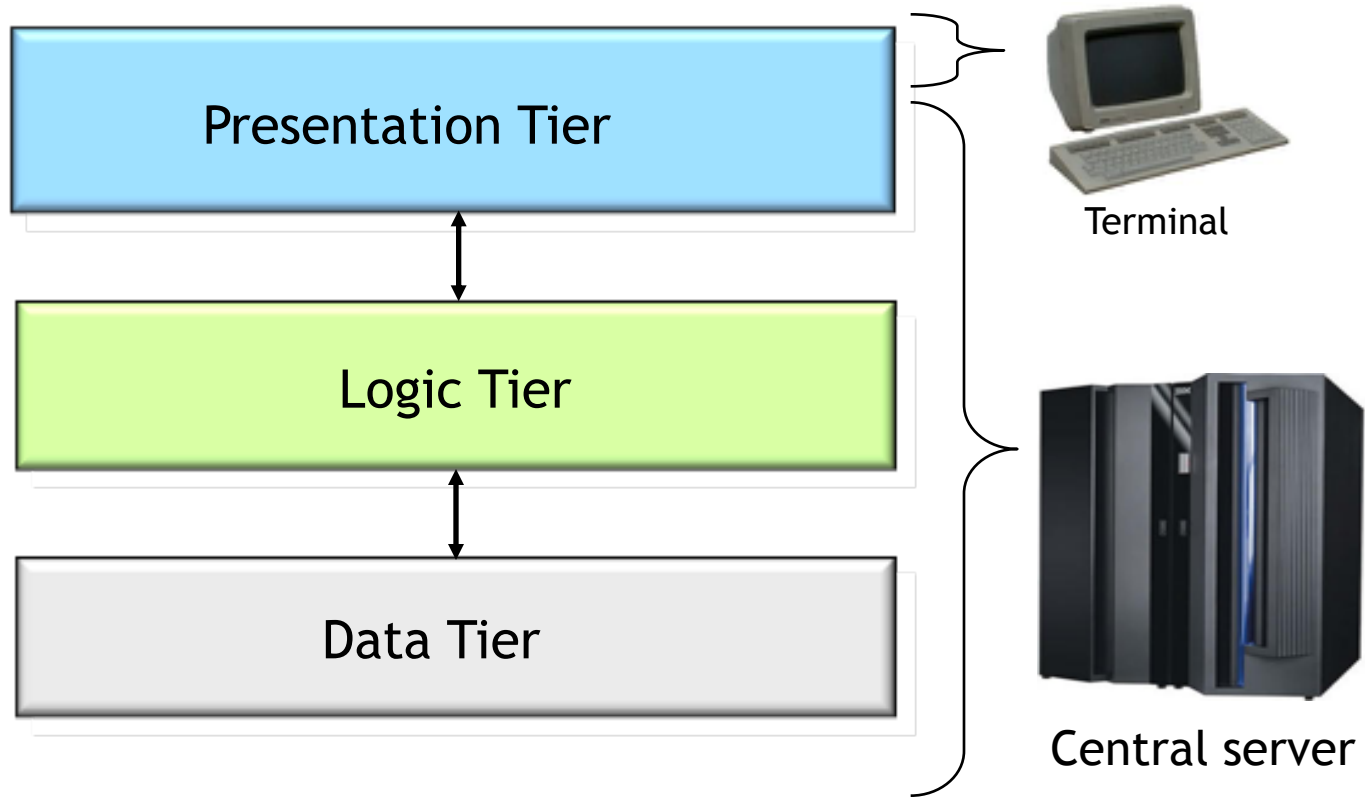 Presentation Tier
Terminal
Logic Tier
Data Tier
Central server